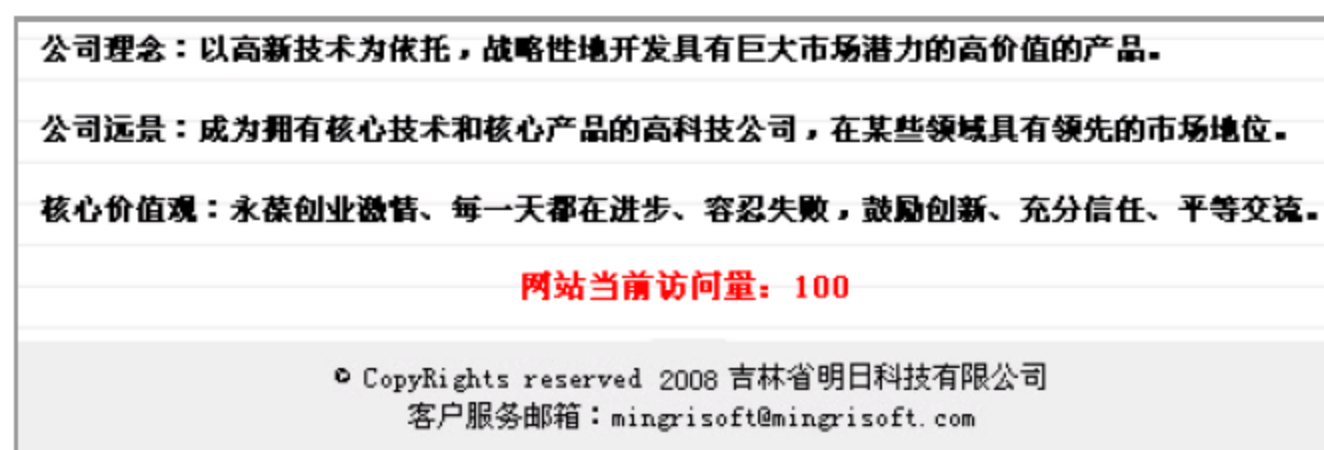 公司理念：以高新技术为依托，战略性地开发具有巨大市场潜力的高价值的产品。
公司远景：成为拥有核心技术和核心产品的高科技公司，在某些领域具有领先的市场地位。
核心价值观：永葆创业激情、每一天都在进步、容忍失败，鼓励创新、充分信任、平等交流。
网站当前访问量：100
© CopyRights reserved 2008 吉林省明日科技有限公司
客户服务邮箱：mingrisoft@mingrisoft.com